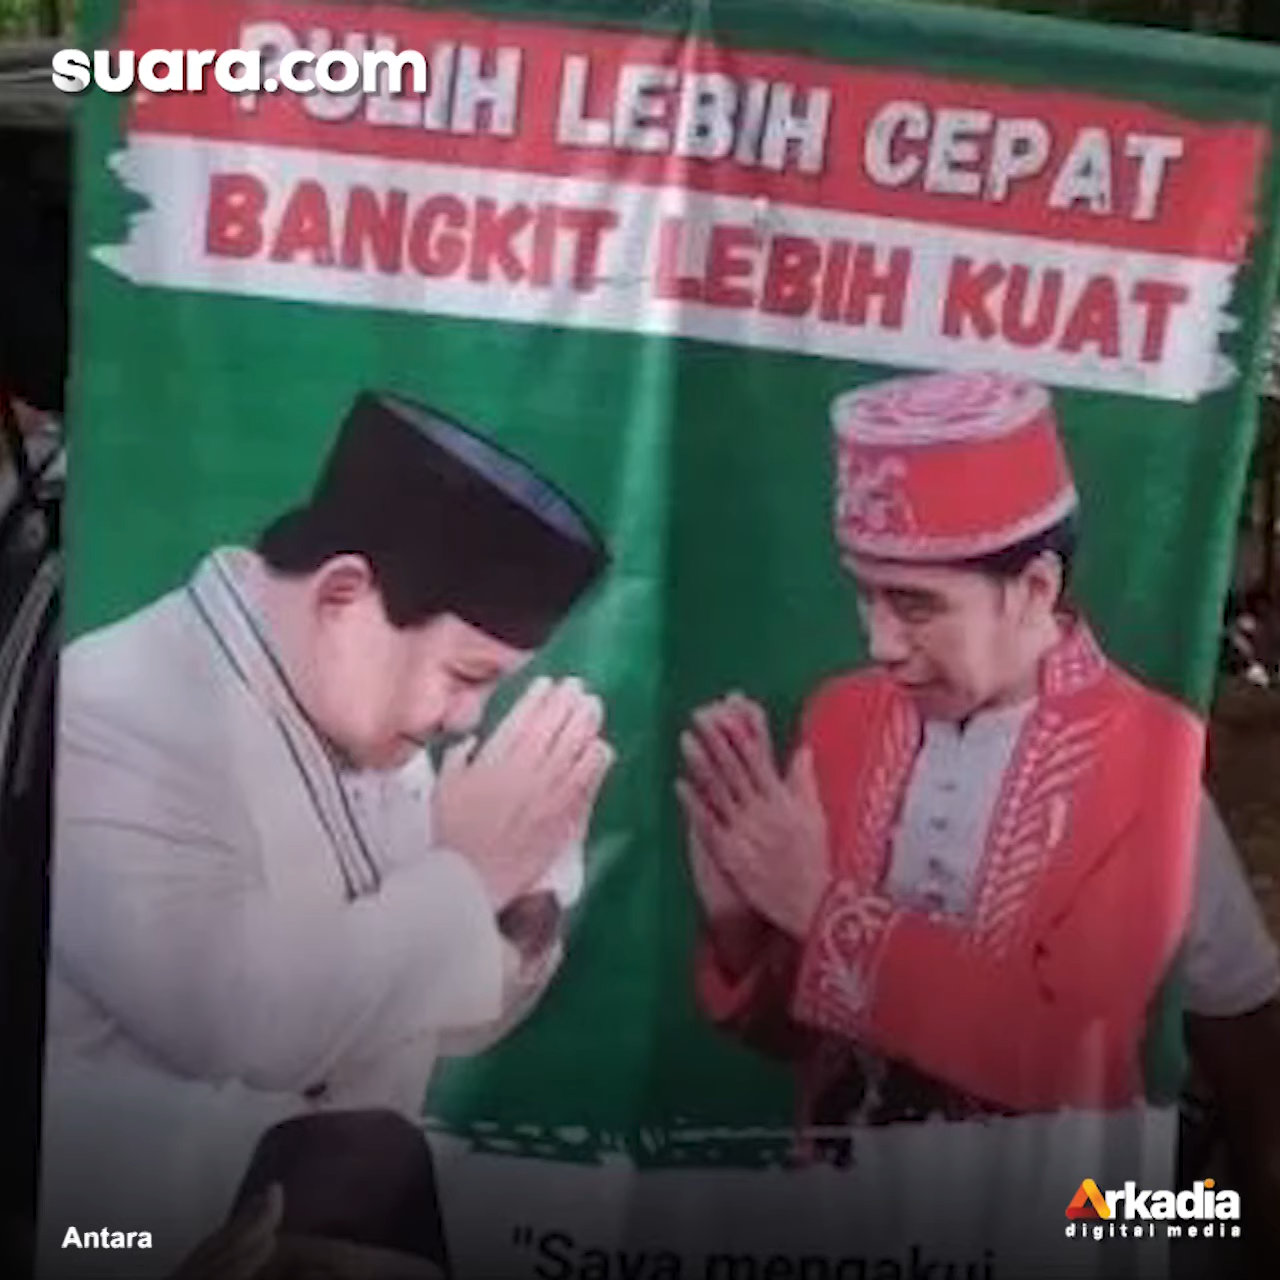 suara.com
PULIH LEBIH CEPAT
BANGKIT LEBIH KUAT
"Saya mengakui
Antara
Arkadia
digital media